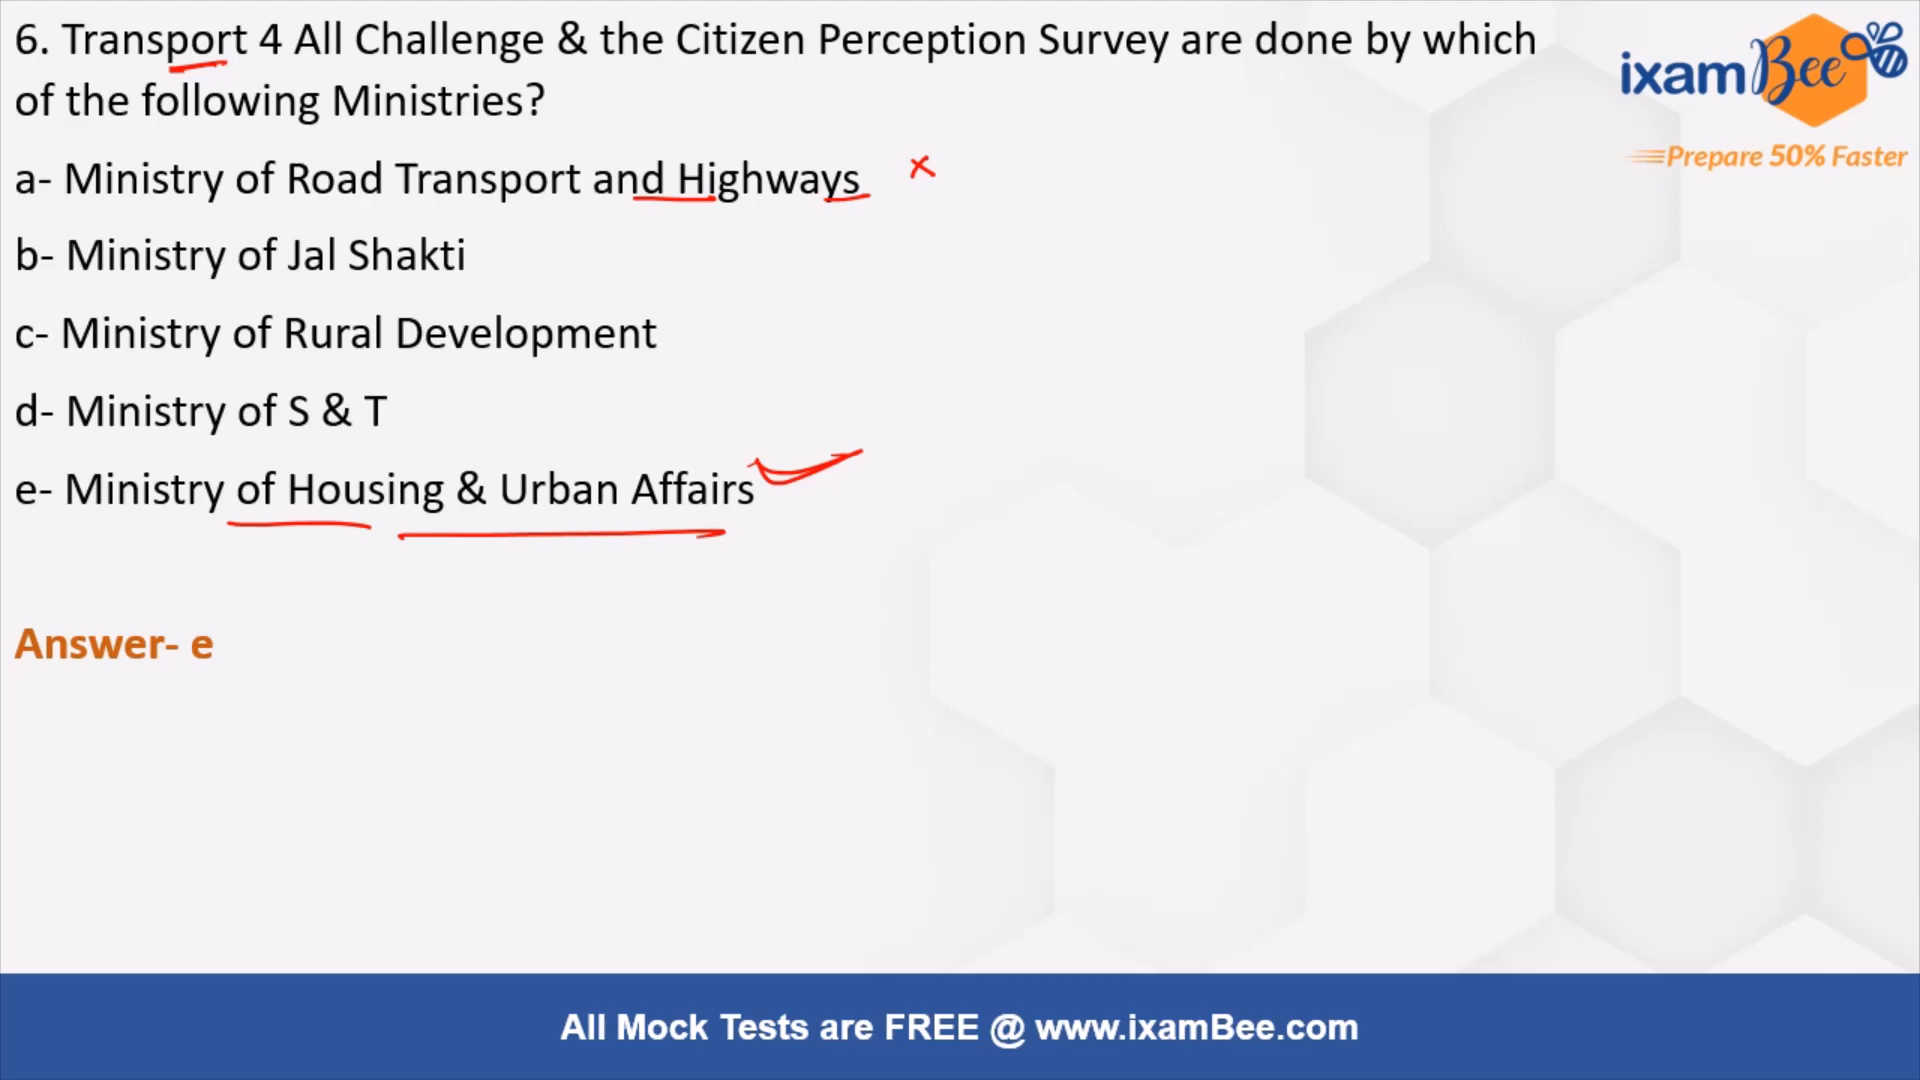 6. Transport 4 All Challenge & the Citizen Perception Survey are done by which
of the following Ministries?
a- Ministry of Road Transport and Highways
b- Ministry of Jal Shakti
c- Ministry of Rural Development
d- Ministry of S & T
e- Ministry of Housing & Urban Affairs
Answer- e
ixamBee
Prepare 50% Faster
All Mock Tests are FREE @ www.ixamBee.com